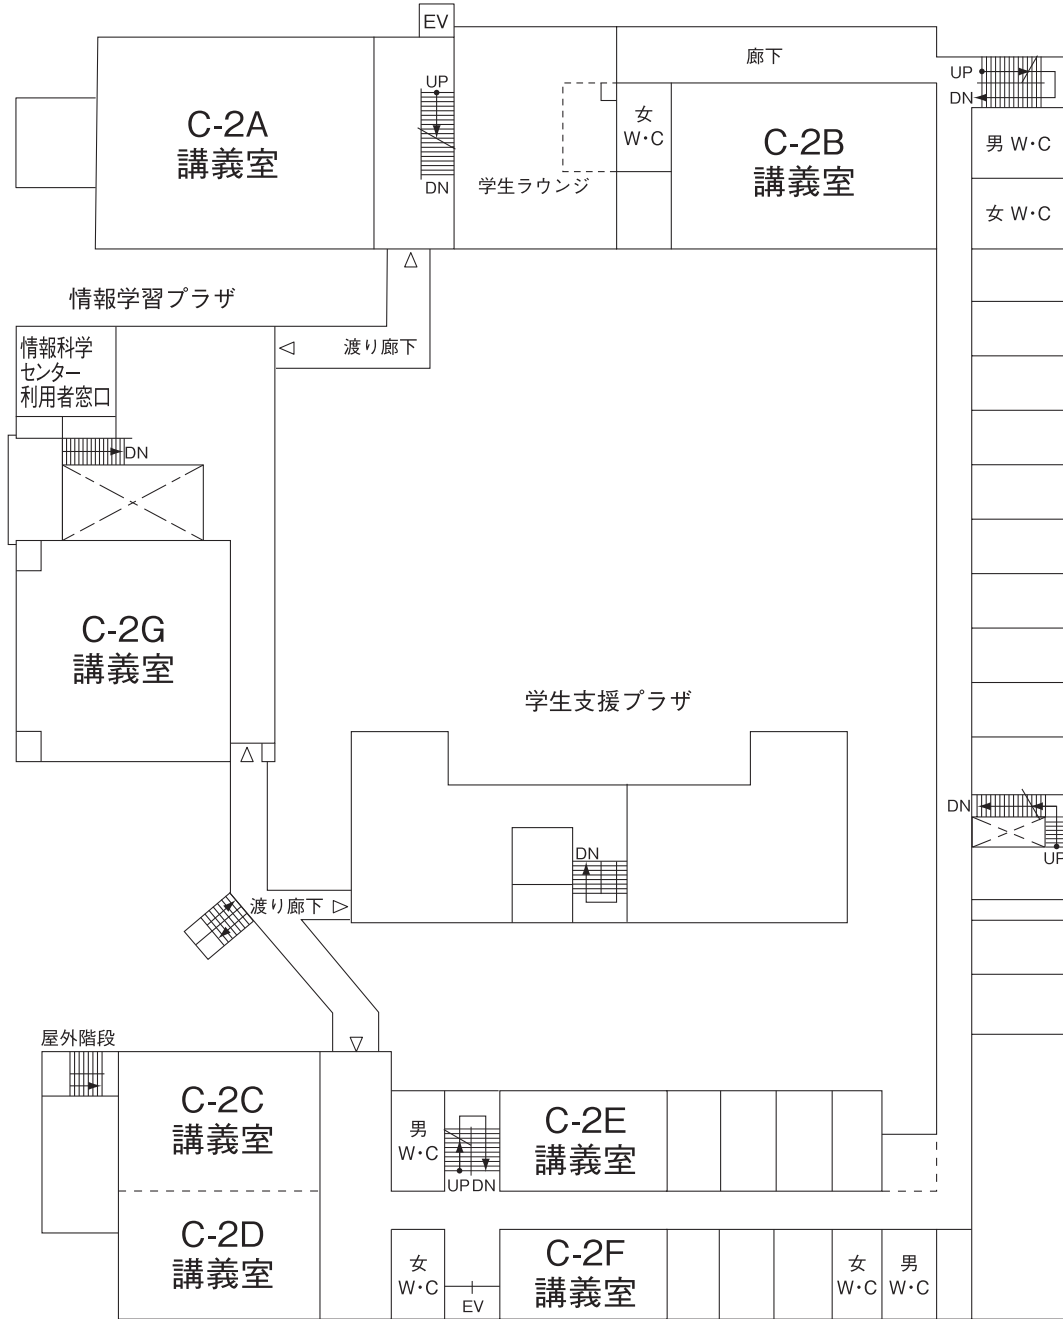 EV
廊下
UP
DN
C-2A
講義室
UP
DN
学生ラウンジ
女
W・C
C-2B
講義室
男 W・C
女 W・C
情報学習プラザ
渡り廊下
情報科学
センター
利用者窓口
DN
C-2G
講義室
学生支援プラザ
DN
UP
DN
渡り廊下
屋外階段
C-2C
講義室
男
W・C
UP DN
C-2E
講義室
C-2D
講義室
女
W・C
EV
C-2F
講義室
女
W・C
男
W・C